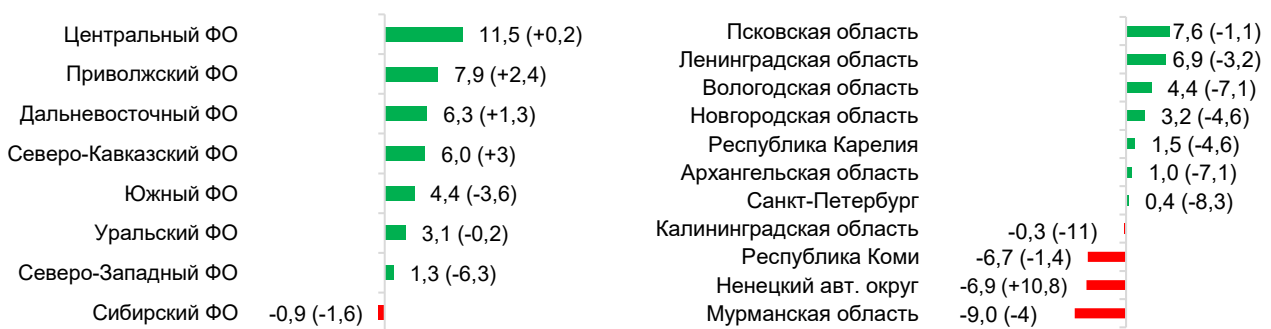 Центральный ФО 11,5 (+0,2)
Приволжский ФО 7,9 (+2,4)
Дальневосточный ФО 6,3 (+1,3)
Северо-Кавказский ФО 6,0 (+3)
Южный ФО 4,4 (-3,6)
Уральский ФО 3,1 (-0,2)
Северо-Западный ФО 1,3 (-6,3)
Сибирский ФО -0,9 (-1,6)
Псковская область 7,6 (-1,1)
Ленинградская область 6,9 (-3,2)
Вологодская область 4,4 (-7,1)
Новгородская область 3,2 (-4,6)
Республика Карелия 1,5 (-4,6)
Архангельская область 1,0 (-7,1)
Санкт-Петербург 0,4 (-8,3)
Калининградская область -0,3 (-11)
Республика Коми -6,7 (-1,4)
Ненецкий авт. округ -6,9 (+10,8)
Мурманская область -9,0 (-4)